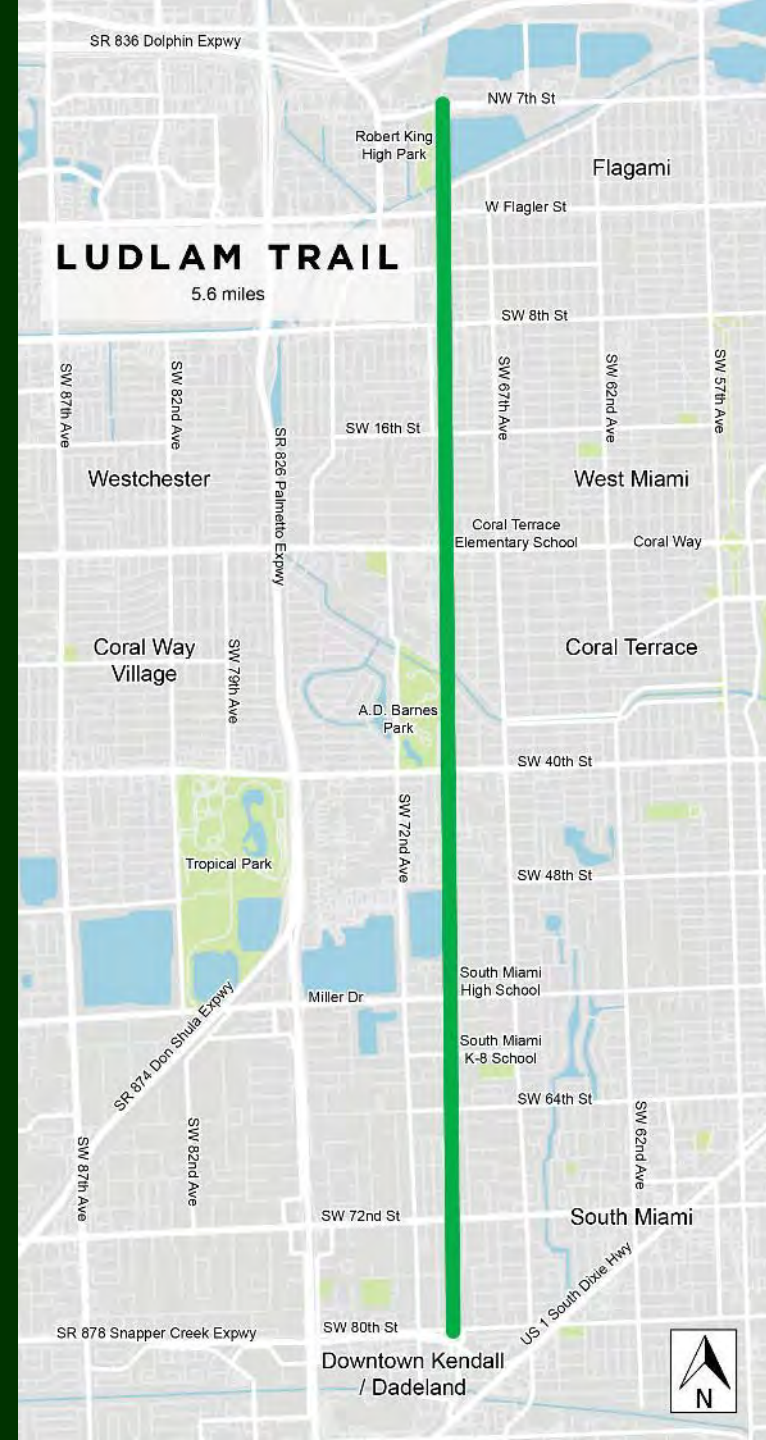 SR 836 Dolphin Expwy
NW 7th St
Robert King
High Park
Flagami
W Flagler St
LUDLAM TRAIL
5.6 miles
SW 8th St
SW 87th Ave
SW 82nd Ave
SW 67th Ave
SW 62nd Ave
SW 57th Ave
SW 16th St
SR 826 Palmetto Expwy
Westchester
West Miami
Coral Terrace
Elementary School
Coral Way
Coral Way
Village
SW 79th Ave
Coral Terrace
A.D. Barnes
Park
SW 40th St
SW 72nd Ave
Tropical Park
SW 48th St
South Miami
High School
Miller Dr
SR 874 Don Shula Expwy
South Miami
K-8 School
SW 64th St
SW 87th Ave
SW 82nd Ave
SW 62nd Ave
SW 72nd St
South Miami
US 1 South Dixie Hwy
SR 878 Snapper Creek Expwy
SW 80th St
Downtown Kendall
/ Dadeland
N